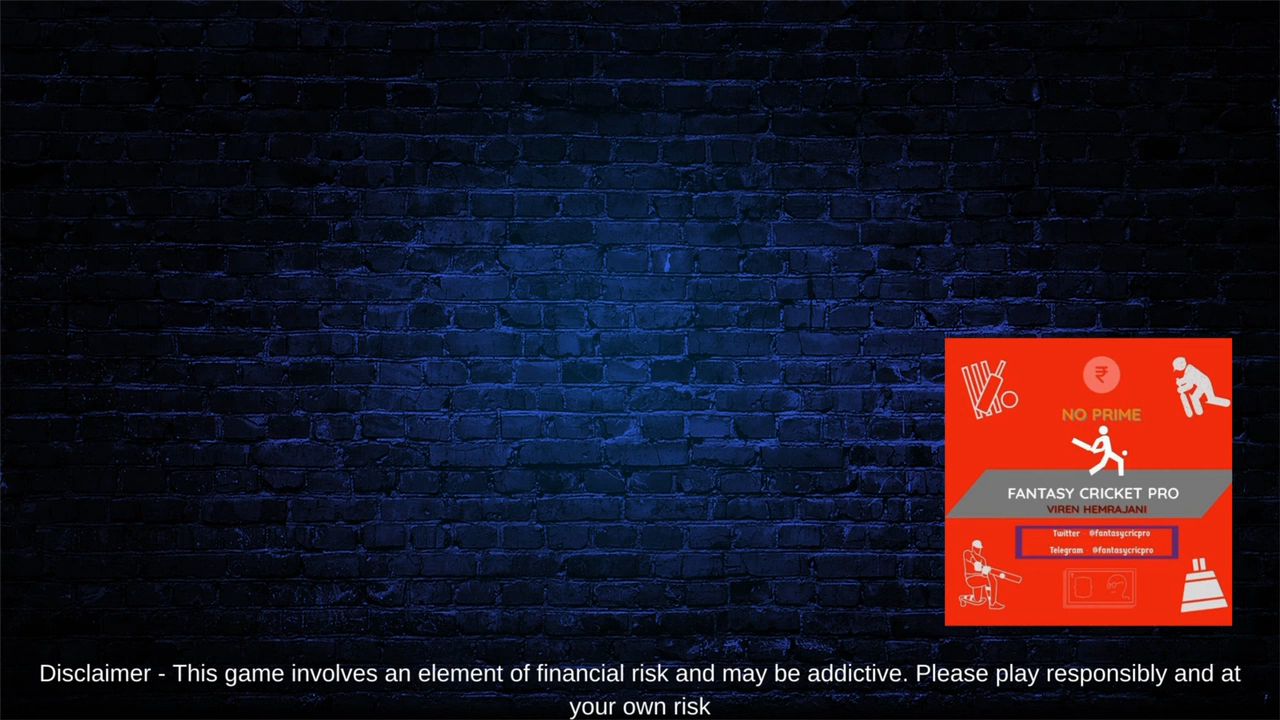 ₹
NO PRIME
FANTASY CRICKET PRO
VIREN HEMRAJANI
Twitter @fantasycricpro
Telegram @fantasycricpro
Disclaimer - This game involves an element of financial risk and may be addictive. Please play responsibly and at
your own risk